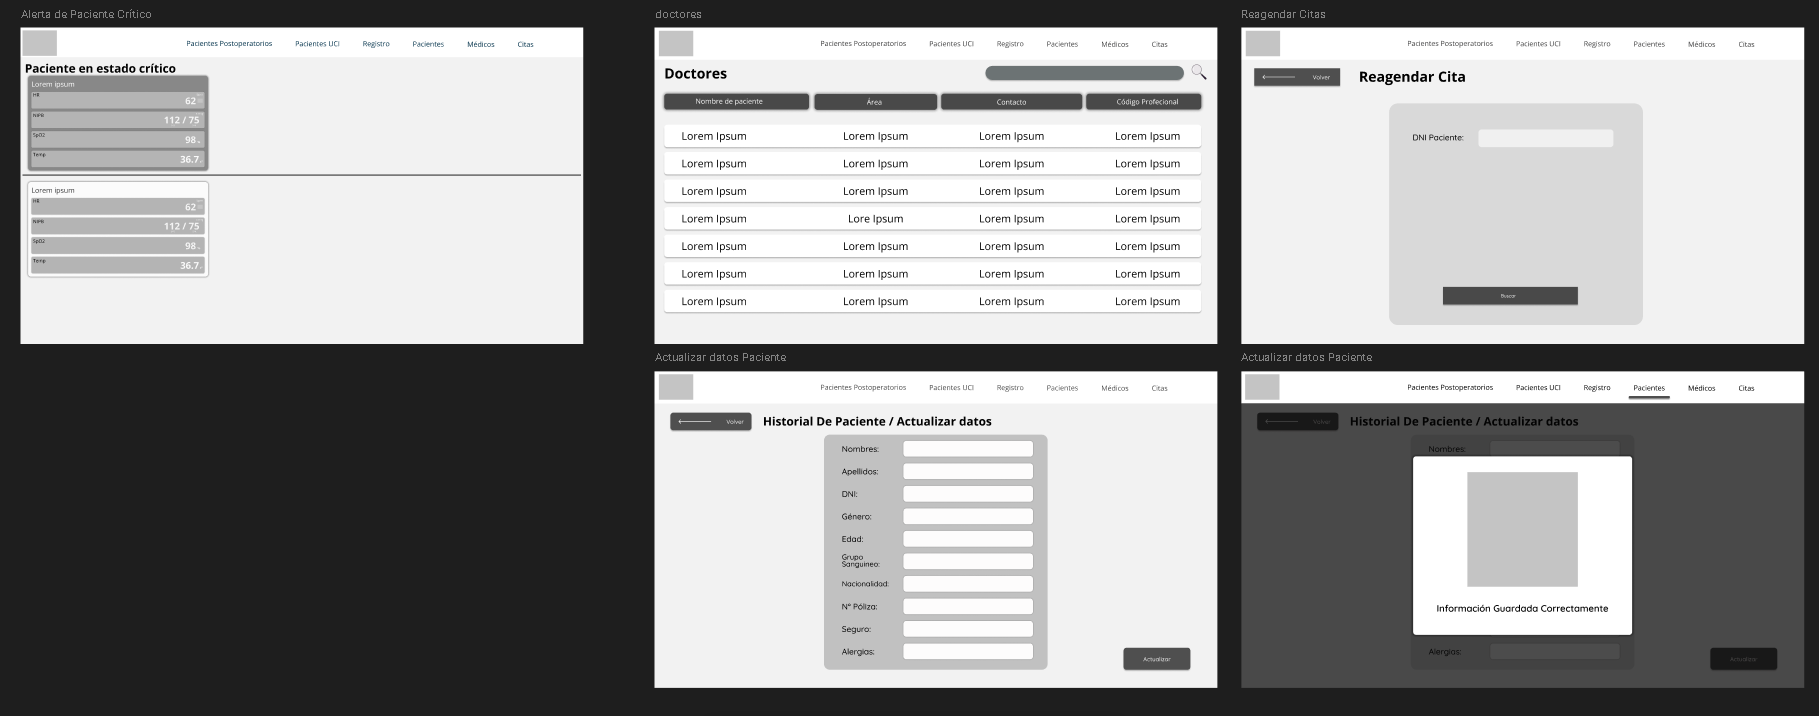 Alerta de Paciente Crítico
Pacientes Postoperatorios Pacientes UCI Registro Pacientes Médicos Citas
Paciente en estado crítico
Lorem ipsum
HR
62
NIPR
112 / 75
SpO2
98
Temp
36.7
Lorem ipsum
HR
62
NIPR
112 / 75
SpO2
98
Temp
36.7
doctores
Pacientes Postoperatorios Pacientes UCI Registro Pacientes Médicos Citas
Doctores
Nombre de paciente Área Contacto Código Profecional
Lorem Ipsum Lorem Ipsum Lorem Ipsum Lorem Ipsum
Lorem Ipsum Lorem Ipsum Lorem Ipsum Lorem Ipsum
Lorem Ipsum Lorem Ipsum Lorem Ipsum Lorem Ipsum
Lorem Ipsum Lore Ipsum Lorem Ipsum Lorem Ipsum
Lorem Ipsum Lorem Ipsum Lorem Ipsum Lorem Ipsum
Lorem Ipsum Lorem Ipsum Lorem Ipsum Lorem Ipsum
Lorem Ipsum Lorem Ipsum Lorem Ipsum Lorem Ipsum
Reagendar Citas
Pacientes Postoperatorios Pacientes UCI Registro Pacientes Médicos Citas
Volver
Reagendar Cita
DNI Paciente:
Buscar
Actualizar datos Paciente
Pacientes Postoperatorios Pacientes UCI Registro Pacientes Médicos Citas
Volver
Historial De Paciente / Actualizar datos
Nombres:
Apellidos:
DNI:
Género:
Edad:
Grupo
Sanguineo:
Nacionalidad:
N° Póliza:
Seguro:
Alergias:
Actualizar
Actualizar datos Paciente
Pacientes Postoperatorios Pacientes UCI Registro Pacientes Médicos Citas
Volver
Historial De Paciente / Actualizar datos
Nombres:
Información Guardada Correctamente
Alergias:
Actualizar